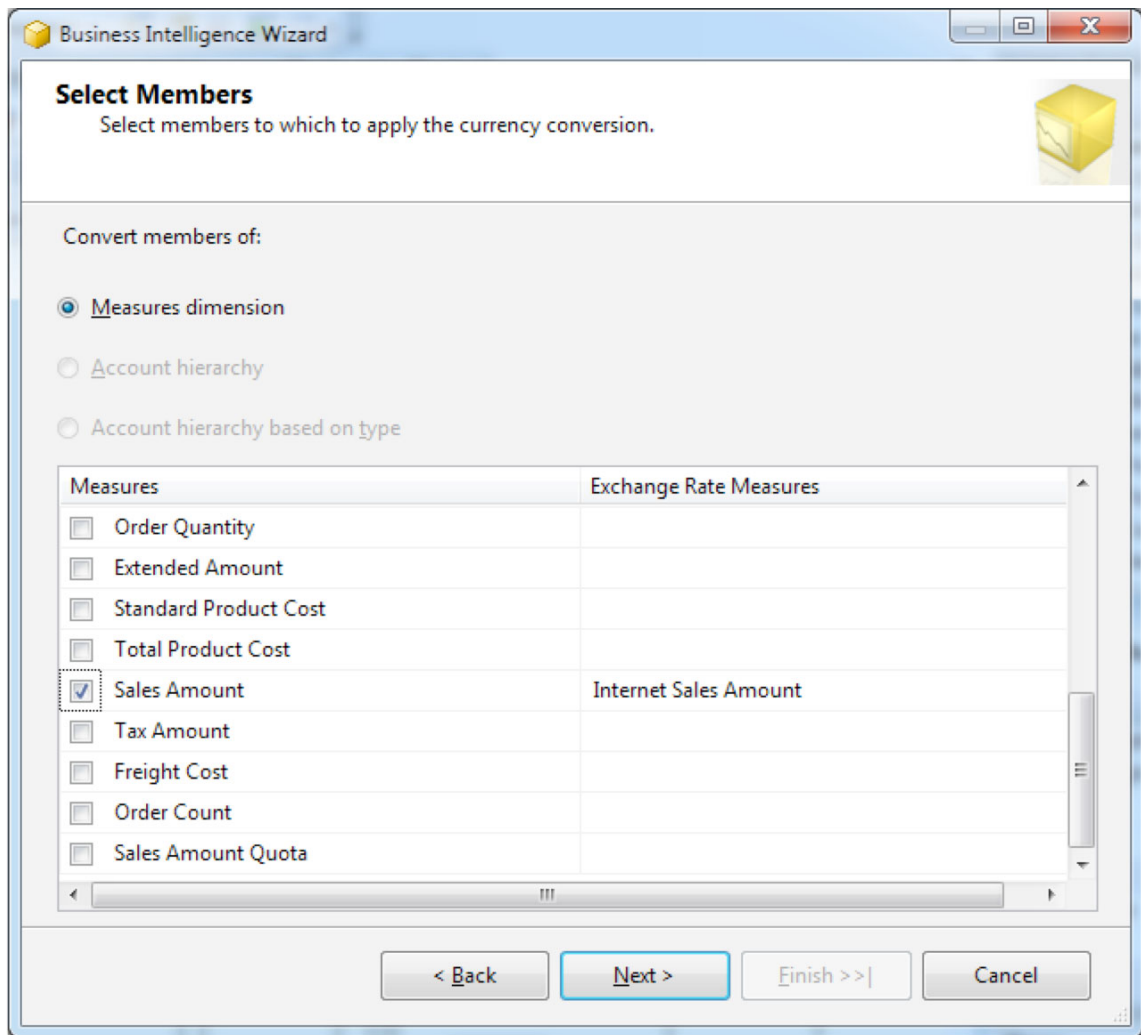 Business Intelligence Wizard
Select Members
Select members to which to apply the currency conversion.
Convert members of:
Measures dimension
Account hierarchy
Account hierarchy based on type
Measures Exchange Rate Measures
Order Quantity
Extended Amount
Standard Product Cost
Total Product Cost
Sales Amount Internet Sales Amount
Tax Amount
Freight Cost
Order Count
Sales Amount Quota
< Back Next > Finish >>| Cancel